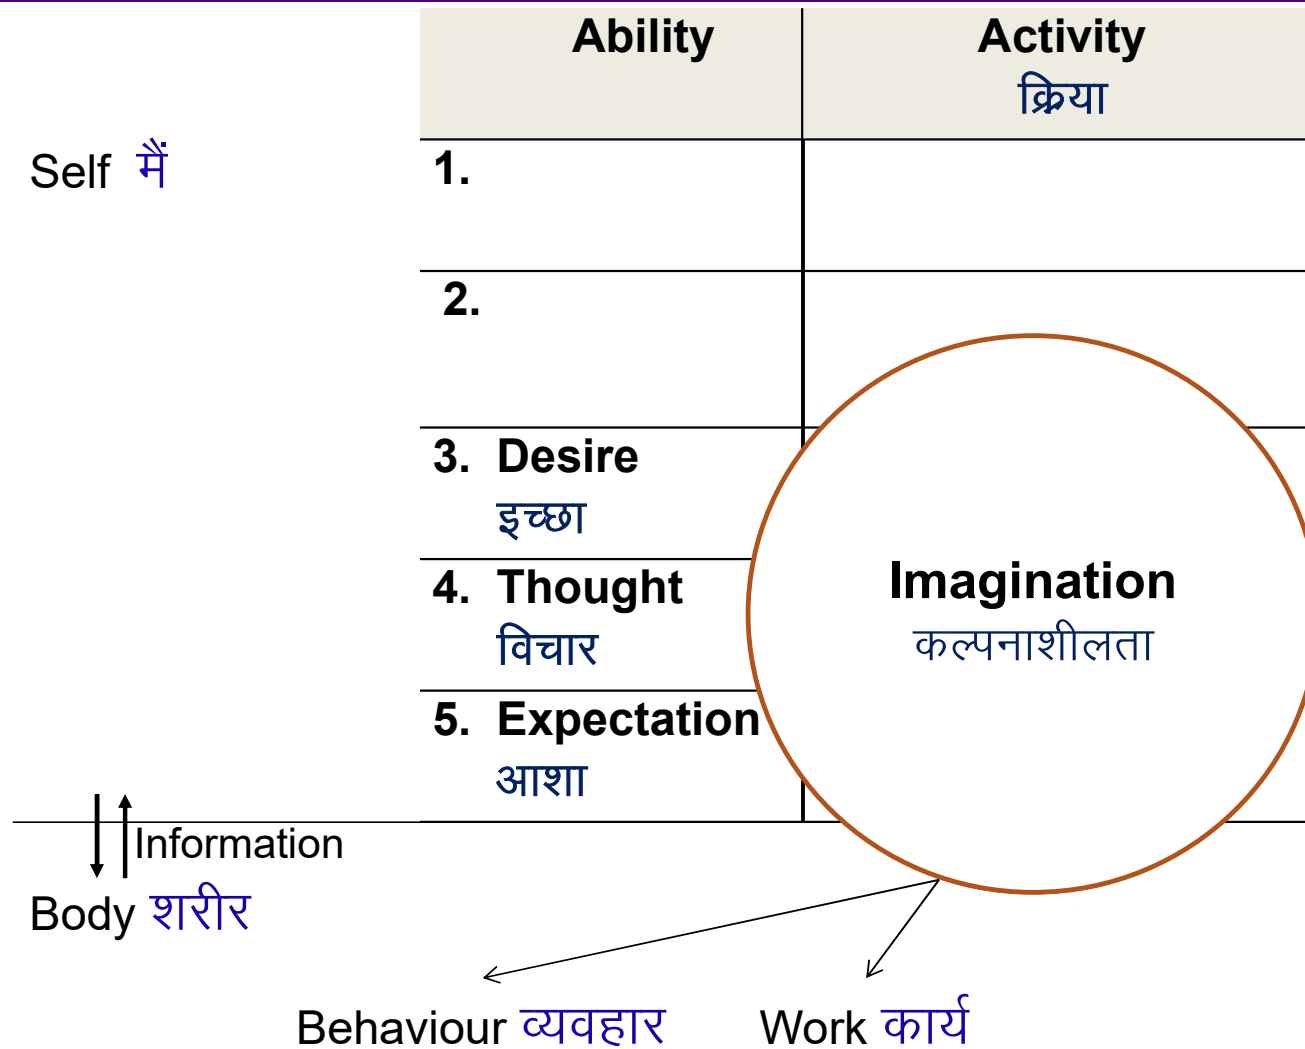 Ability
Activity
क्रिया
Self मैं
1.
2.
3. Desire
इच्छा
4. Thought
विचार
Imagination
कल्पनाशीलता
5. Expectation
आशा
Information
Body शरीर
Behaviour व्यवहार
Work कार्य